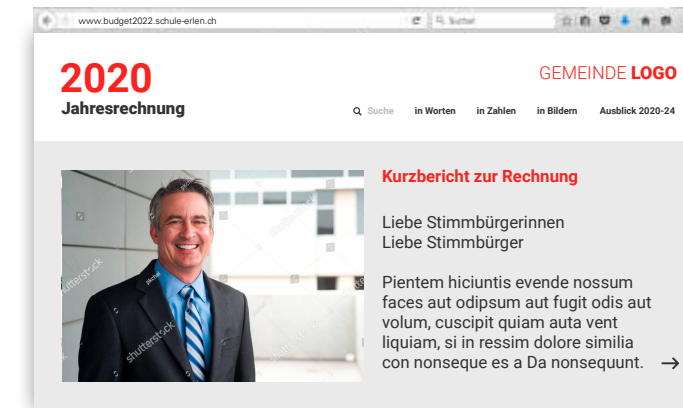 www.budget2022.schule-erlen.ch
Suchen
2020
Jahresrechnung
GEMEINDE LOGO
Suche in Worten in Zahlen in Bildern Ausblick 2020-24
Kurzbericht zur Rechnung
Liebe Stimmbürgerinnen
Liebe Stimmbürger
Pientem hiciuntis evende nossum
faces aut odipsum aut fugit odis aut
volum, cuscipit quiam auta vent
liquiam, si in ressim dolore similia
con nonseque es a Da nonsequunt. →
shutterstock
shutterstock